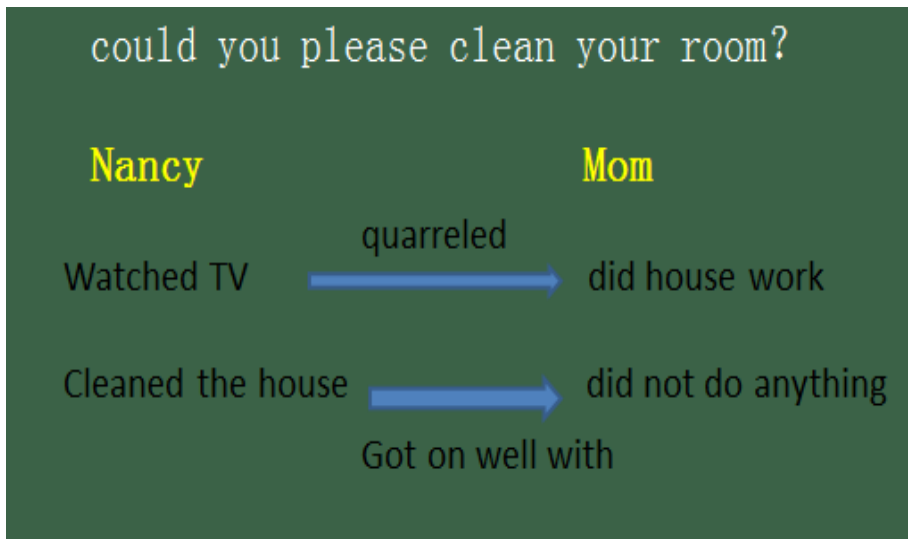 could you please clean your room?
Nancy Mom
quarreled
Watched TV did house work
Cleaned the house did not do anything
Got on well with